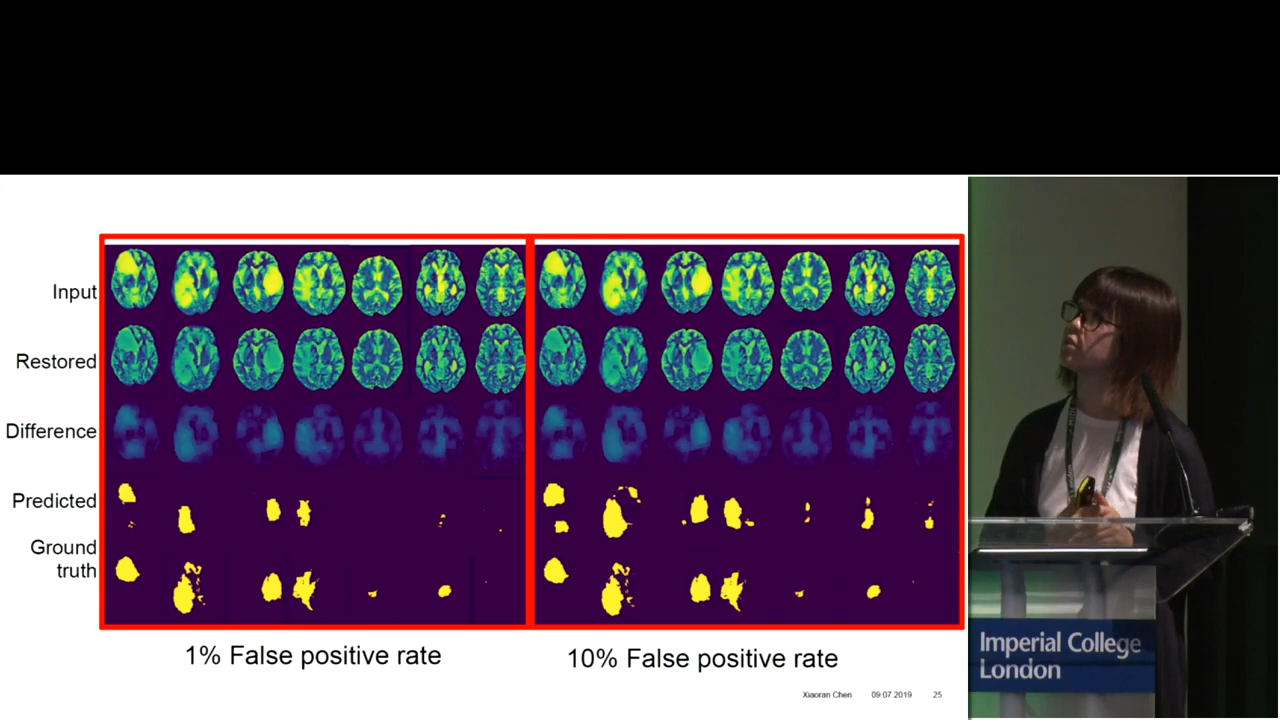 Input
Restored
Difference
Predicted
Ground
truth
1% False positive rate
10% False positive rate
Xiaoran Chen 09.07.2019 25
Imperial College
London